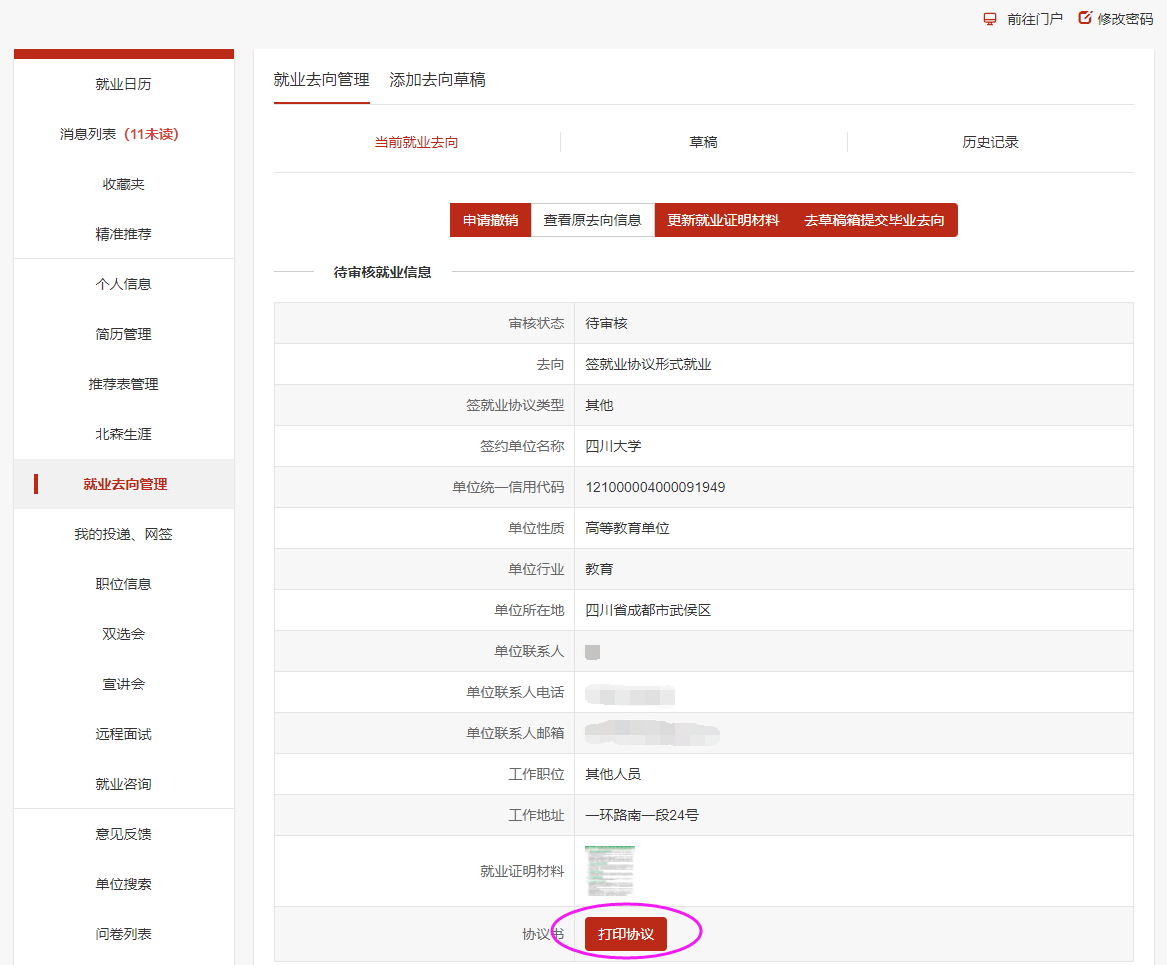 前往门户 修改密码
就业日历
消息列表（11未读）
收藏夹
精准推荐
个人信息
简历管理
推荐表管理
北森生涯
就业去向管理
我的投递、网签
职位信息
双选会
宣讲会
远程面试
就业咨询
意见反馈
单位搜索
问卷列表
就业去向管理 添加去向草稿
当前就业去向 草稿 历史记录
申请撤销 查看原去向信息 更新就业证明材料 去草稿箱提交毕业去向
待审核就业信息
审核状态 待审核
去向 签就业协议形式就业
签就业协议类型 其他
签约单位名称 四川大学
单位统一信用代码 121000004000091949
单位性质 高等教育单位
单位行业 教育
单位所在地 四川省成都市武侯区
单位联系人
单位联系人电话
单位联系人邮箱
工作职位 其他人员
工作地址 一环路南一段24号
就业证明材料
协议书 打印协议